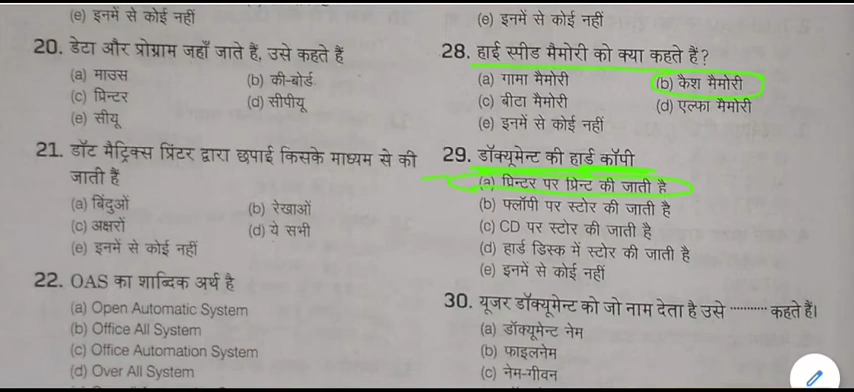 (e) इनमें से कोई नहीं
20. डेटा और प्रोग्राम जहाँ जाते हैं, उसे कहते हैं
(a) माउस
(b) की-बोर्ड
(c) प्रिन्टर
(d) सीपीयू
(e) सीयू
21. डॉट मैट्रिक्स प्रिंटर द्वारा छपाई किसके माध्यम से की
जाती हैं
(a) बिंदुओं
(b) रेखाओं
(c) अक्षरों
(d) ये सभी
(e) इनमें से कोई नहीं
22. OAS का शाब्दिक अर्थ है
(a) Open Automatic System
(b) Office All System
(c) Office Automation System
(d) Over All System
(e) इनमें से कोई नहीं
28. हाई स्पीड मैमोरी को क्या कहते हैं?
(a) गामा मैमोरी
(b) कैश मैमोरी
(c) बीटा मैमोरी
(d) एल्फा मैमोरी
(e) इनमें से कोई नहीं
29. डॉक्यूमेन्ट की हार्ड कॉपी
(a) प्रिन्टर पर प्रिन्ट की जाती है
(b) फ्लॉपी पर स्टोर की जाती है
(c) CD पर स्टोर की जाती है
(d) हार्ड डिस्क में स्टोर की जाती है
(e) इनमें से कोई नहीं
30. यूजर डॉक्यूमेन्ट को जो नाम देता है उसे ·········· कहते हैं।
(a) डॉक्यूमेन्ट नेम
(b) फाइलनेम
(c) नेम-गीवन